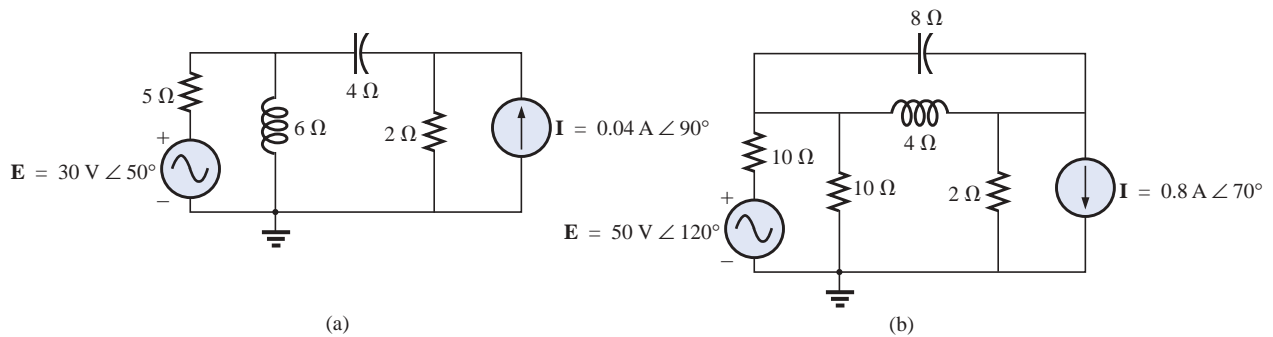 5 Ω
+
E = 30 V ∠ 50°
−
6 Ω
4 Ω
2 Ω
I = 0.04 A ∠ 90°
(a)
8 Ω
4 Ω
10 Ω
10 Ω
2 Ω
+
E = 50 V ∠ 120°
−
I = 0.8 A ∠ 70°
(b)